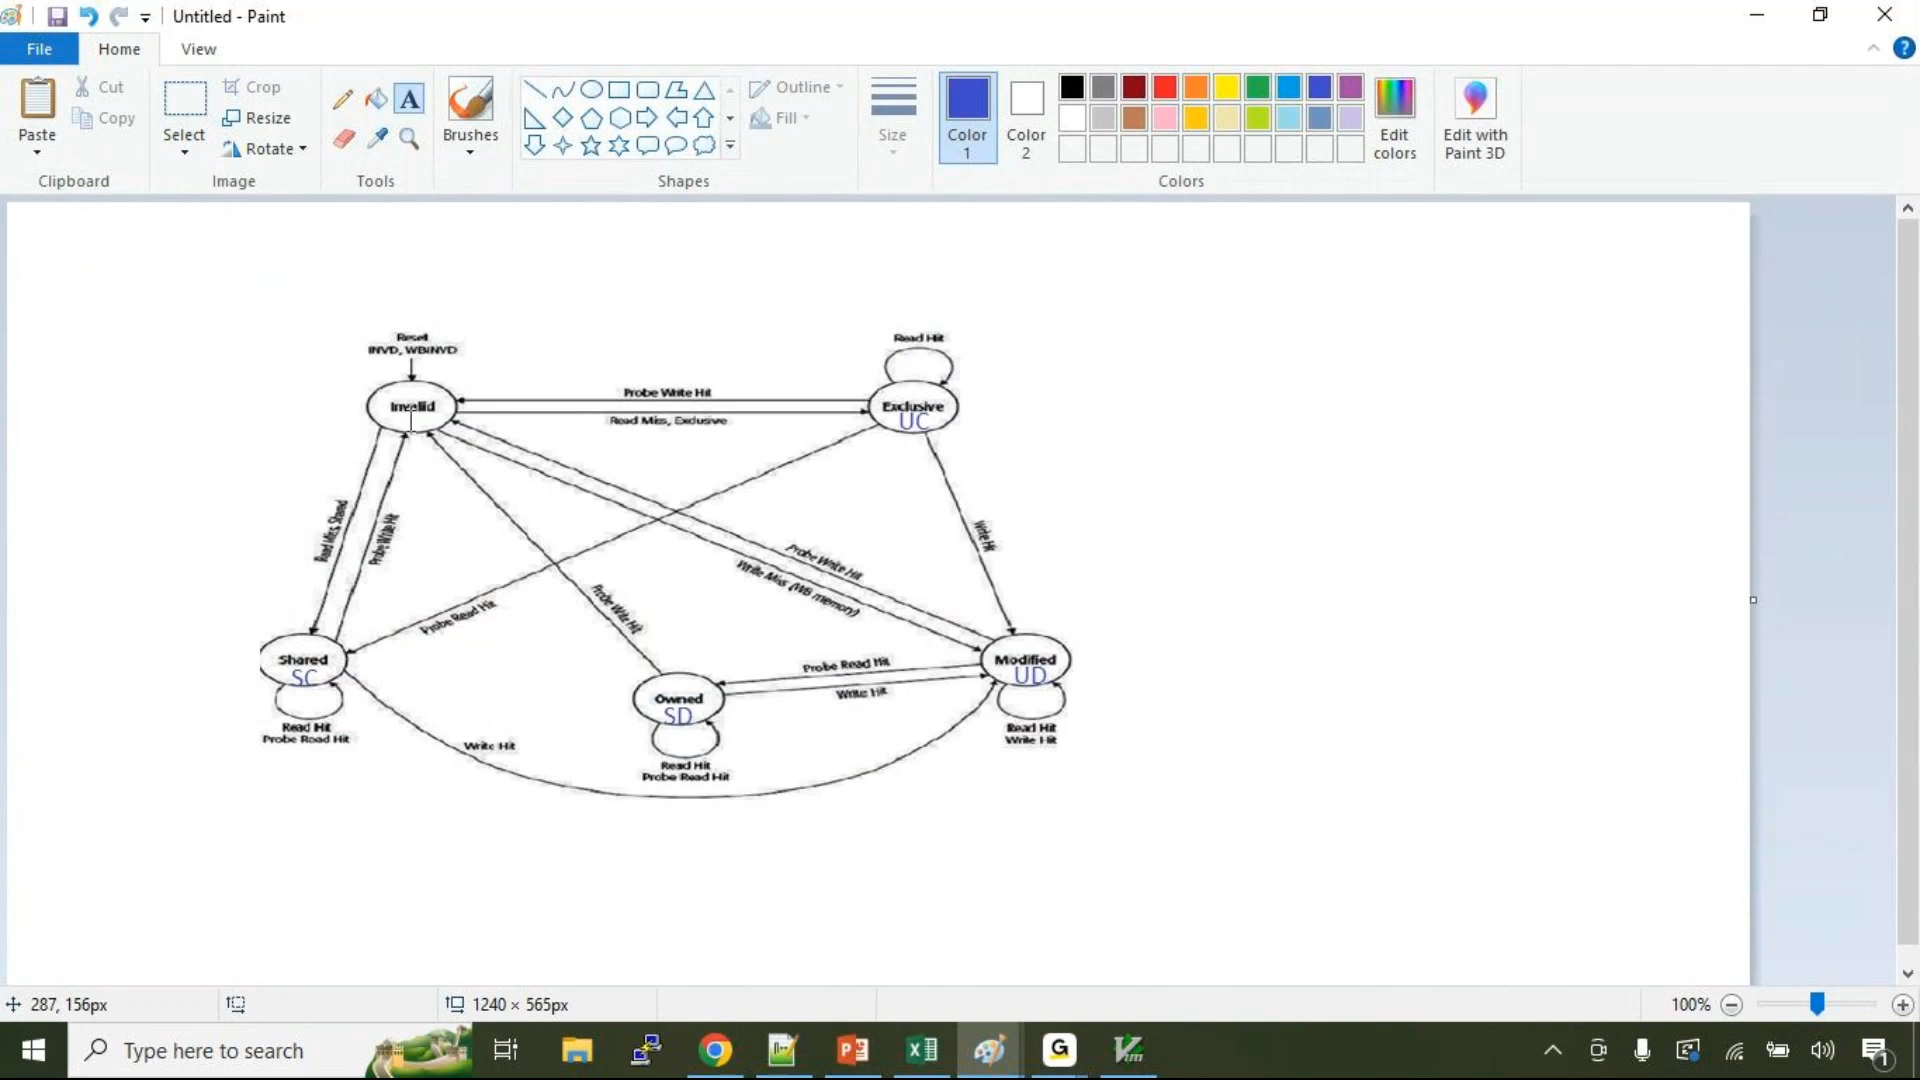 Untitled - Paint
File
Home
View
Paste
Cut
Copy
Clipboard
Select
Crop
Resize
Rotate
Image
A
Tools
Brushes
Outline
Fill
Shapes
Size
Color 1
Color 2
Edit colors
Edit with Paint 3D
Colors
Reset
INVD, WBINVD
Read Hit
Invalid
Probe Write Hit
Read Miss, Exclusive
Exclusive
UC
Read Miss, Shared
Probe Write Hit
Write Hit
Probe Write Hit
Write Miss (WB memory)
Probe Read Hit
Probe Write Hit
Shared
SC
Probe Read Hit
Write Hit
Modified
UD
Owned
SD
Read Hit
Probe Read Hit
Write Hit
Read Hit
Probe Read Hit
Read Hit
Write Hit
287, 156px
1240 × 565px
100%
Type here to search
G
Vim
1